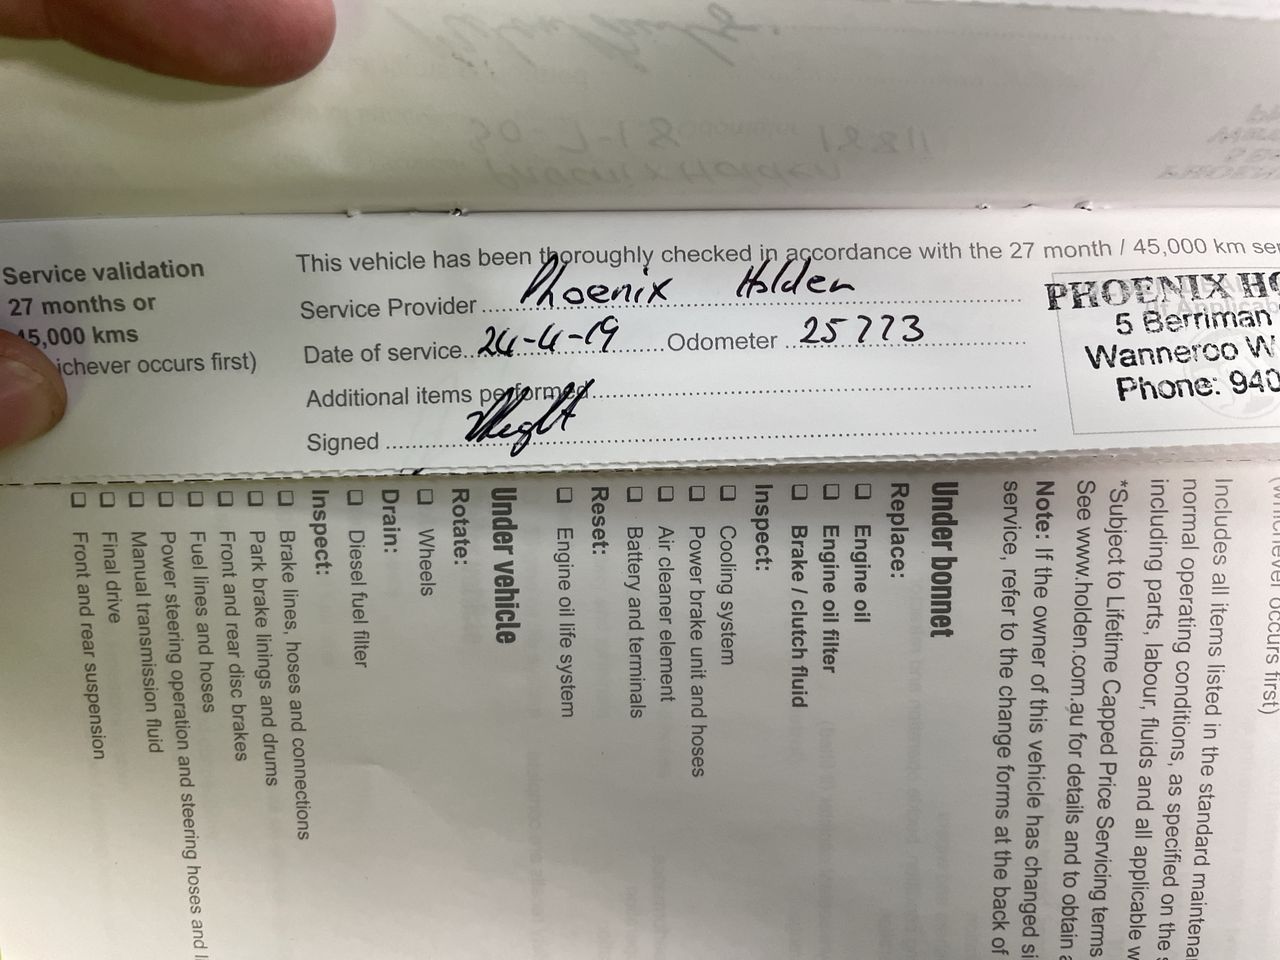 Service validation
27 months or
45,000 kms
ichever occurs first)
This vehicle has been thoroughly checked in accordance with the 27 month / 45,000 km ser
Service Provider Phoenix Holden
Date of service 24-4-19 Odometer 25773
Additional items performed
Signed
PHOENIX HO
5 Berriman
Wanneroo W
Phone: 940
occurs first)
Includes all items listed in the standard maintenan
normal operating conditions, as specified on the s
including parts, labour, fluids and all applicable w
*Subject to Lifetime Capped Price Servicing terms
See www.holden.com.au for details and to obtain a
Note: If the owner of this vehicle has changed si
service, refer to the change forms at the back of
Under bonnet
Replace:
☐ Engine oil
☐ Engine oil filter
☐ Brake / clutch fluid
Inspect:
☐ Cooling system
☐ Power brake unit and hoses
☐ Air cleaner element
☐ Battery and terminals
Reset:
☐ Engine oil life system
Under vehicle
Rotate:
☐ Wheels
Drain:
☐ Diesel fuel filter
Inspect:
☐ Brake lines, hoses and connections
☐ Park brake linings and drums
☐ Front and rear disc brakes
☐ Fuel lines and hoses
☐ Power steering operation and steering hoses and l
☐ Manual transmission fluid
☐ Final drive
☐ Front and rear suspension